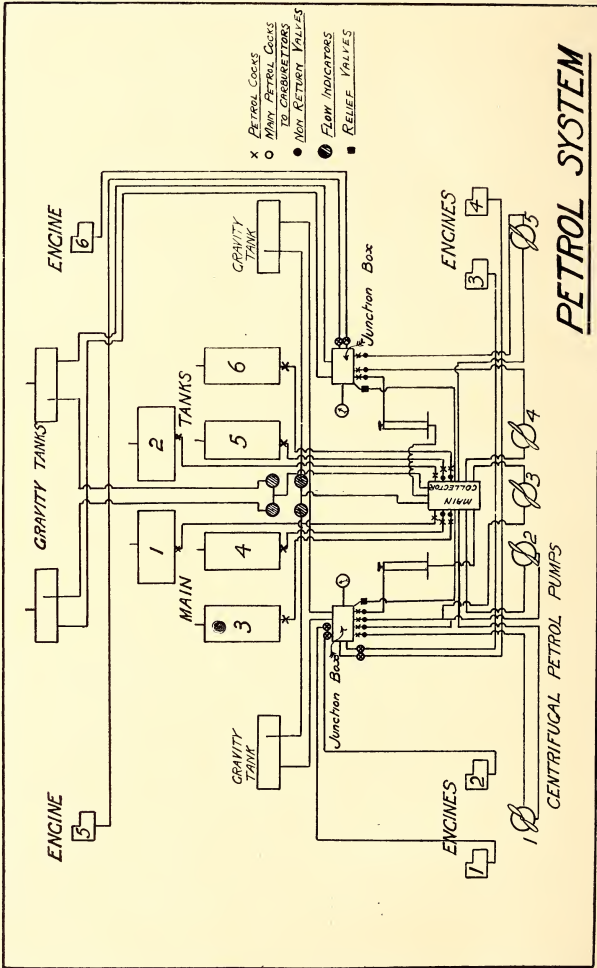 PETROL SYSTEM
ENGINE
5
GRAVITY TANKS
ENGINE
6
x PETROL COCKS
o MAIN PETROL COCKS
TO CARBURETTORS
● NON RETURN VALVES
FLOW INDICATORS
■ RELIEF VALVES
1
2
MAIN
TANKS
3
4
5
6
GRAVITY
TANK
GRAVITY
TANK
Junction Box
Junction Box
MAIN
COLLECTOR
ENGINES
1
2
ENGINES
3
4
1
2
3
4
5
CENTRIFUCAL PETROL PUMPS